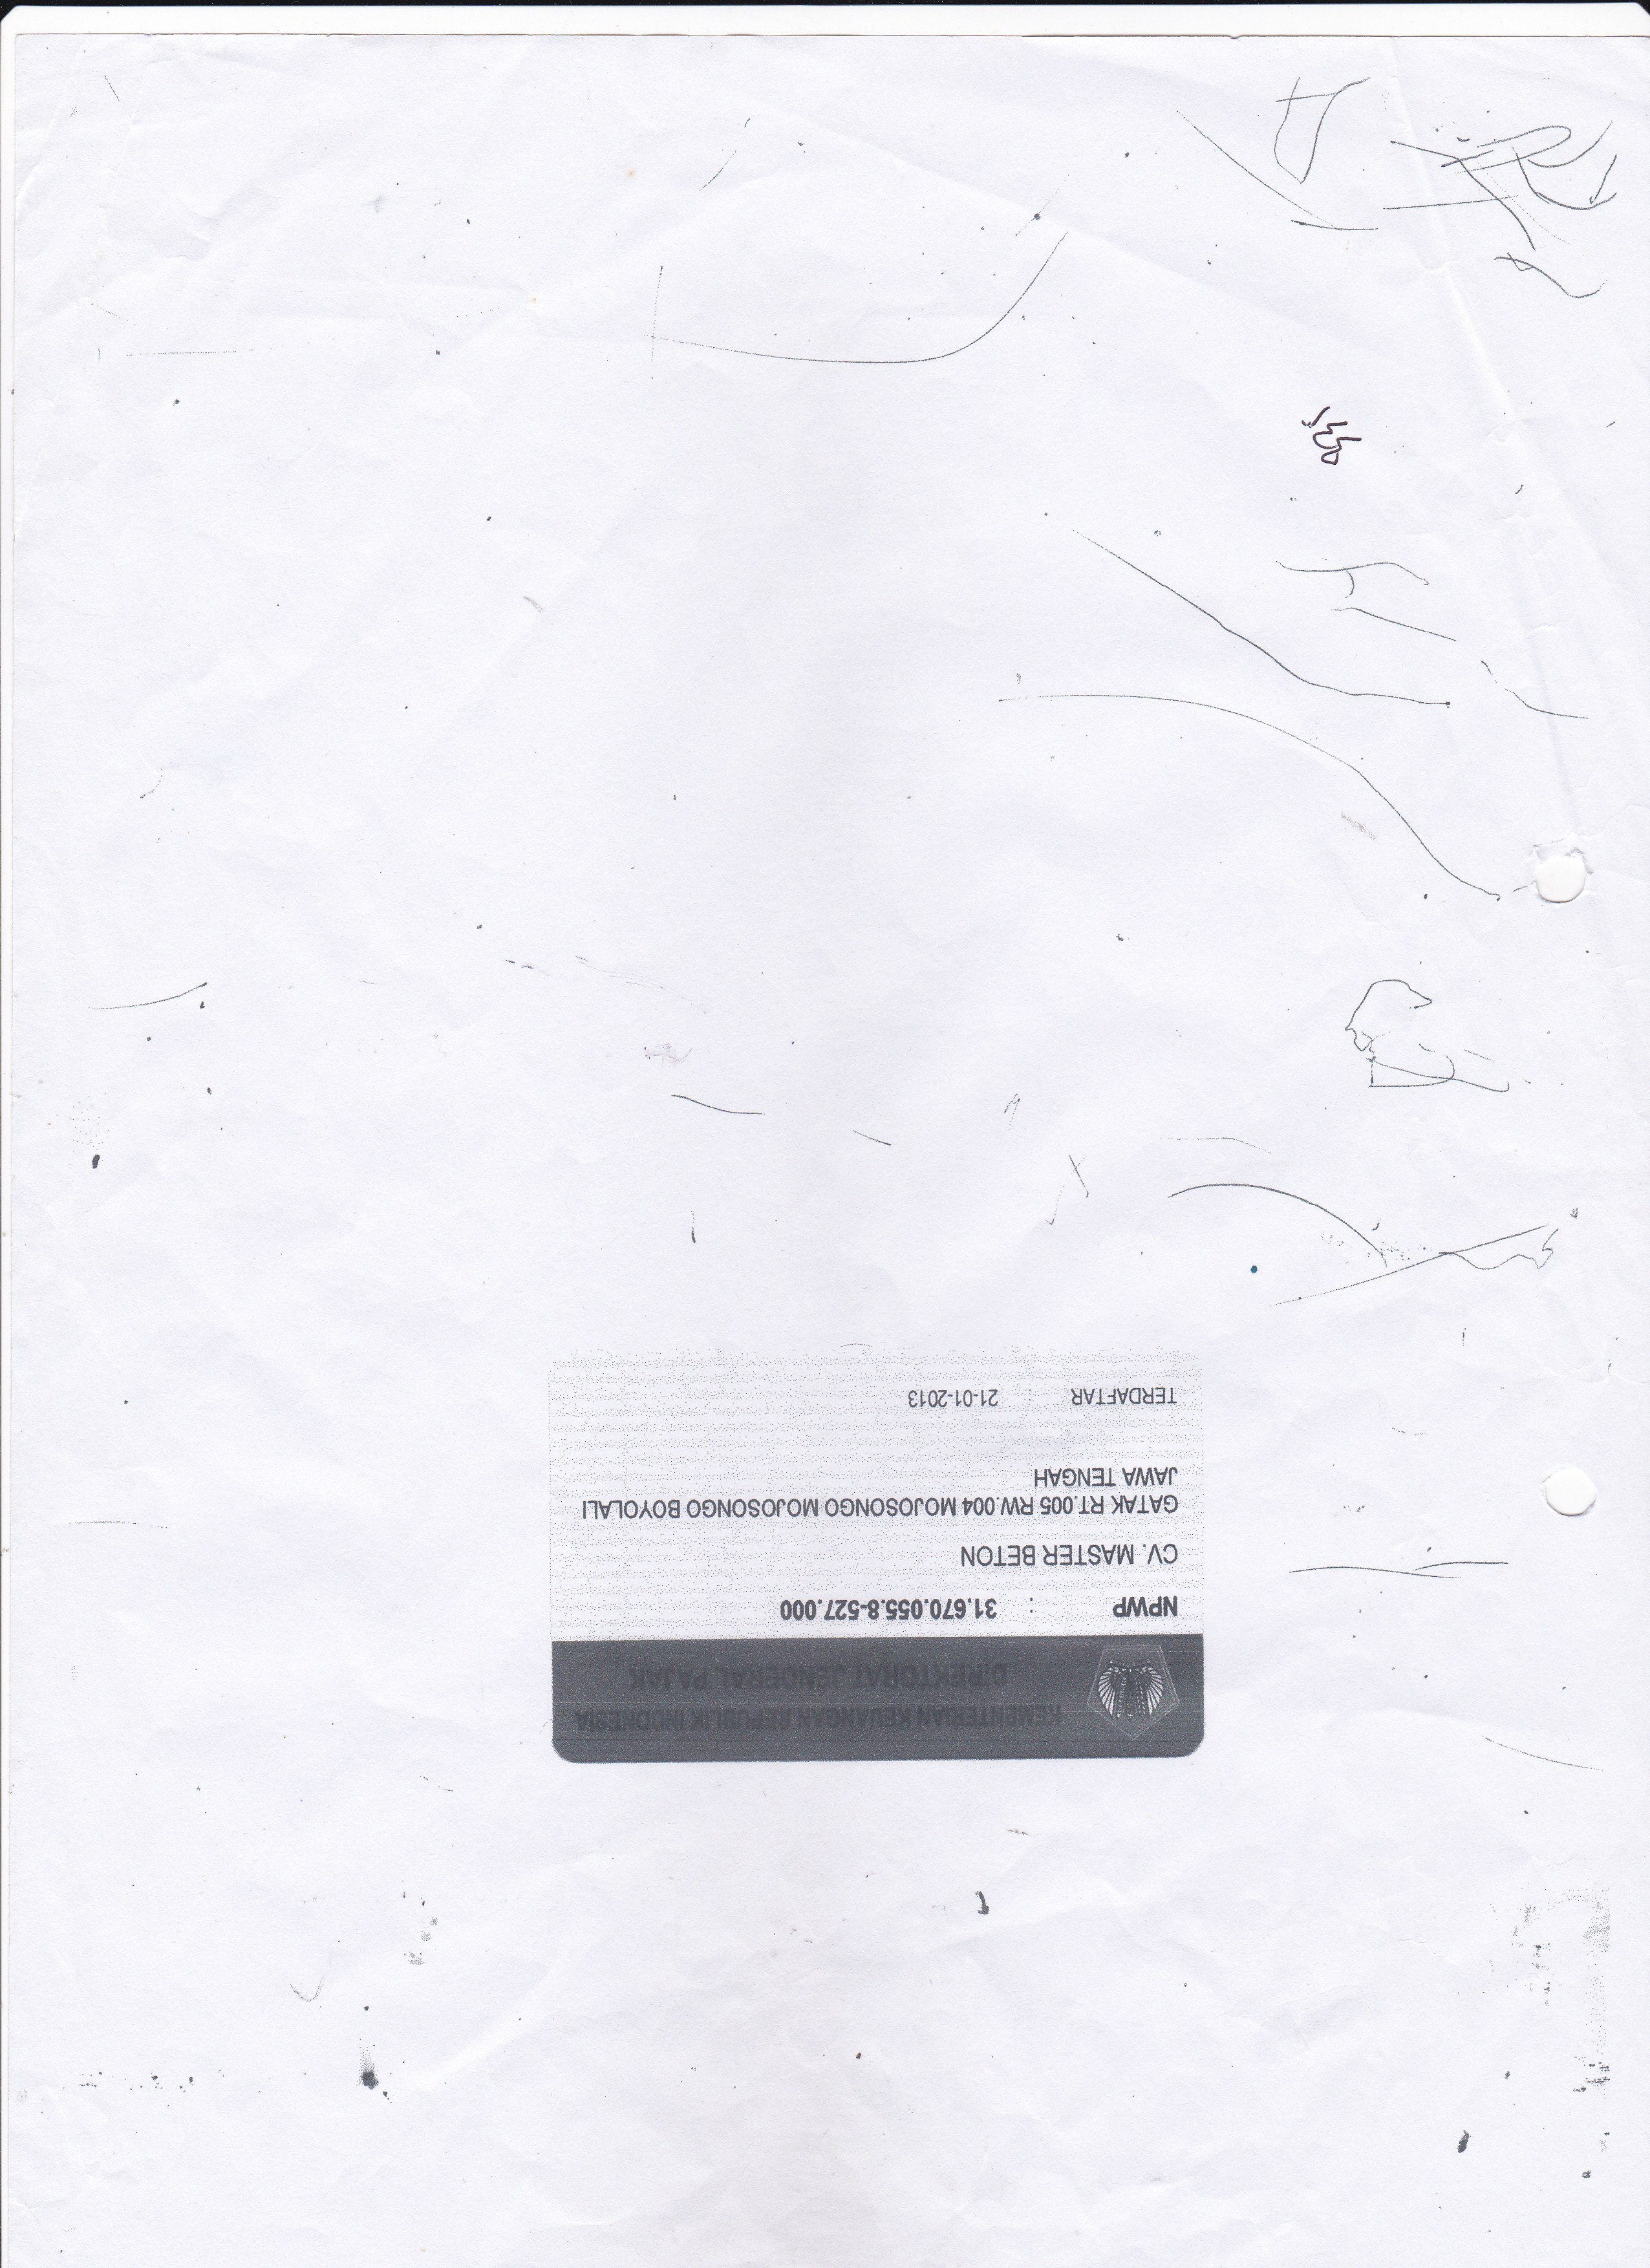 KEMENTERIAN KEUANGAN REPUBLIK INDONESIA
DIREKTORAT JENDERAL PAJAK
NPWP : 31.670.055.8-527.000
CV. MASTER BETON
GATAK RT.005 RW.004 MOJOSONGO MOJOSONGO BOYOLALI
JAWA TENGAH
TERDAFTAR : 21-01-2013